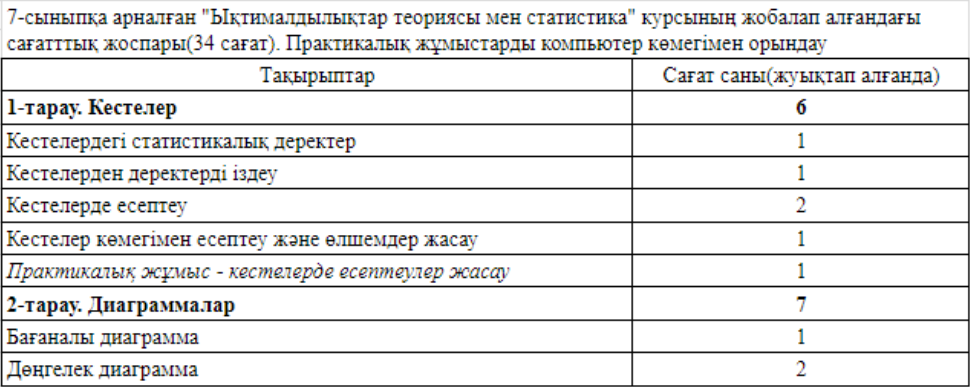 7-сыныпқа арналған "Ықтималдылықтар теориясы мен статистика" курсының жобалап алғандағы
сағатттық жоспары(34 сағат). Практикалық жұмыстарды компьютер көмегімен орындау
Тақырыптар Сағат саны(жуықтап алғанда)
1-тарау. Кестелер 6
Кестелердегі статистикалық деректер 1
Кестелерден деректерді іздеу 1
Кестелерде есептеу 2
Кестелер көмегімен есептеу және өлшемдер жасау 1
Практикалық жұмыс - кестелерде есептеулер жасау 1
2-тарау. Диаграммалар 7
Бағаналы диаграмма 1
Дөңгелек диаграмма 2